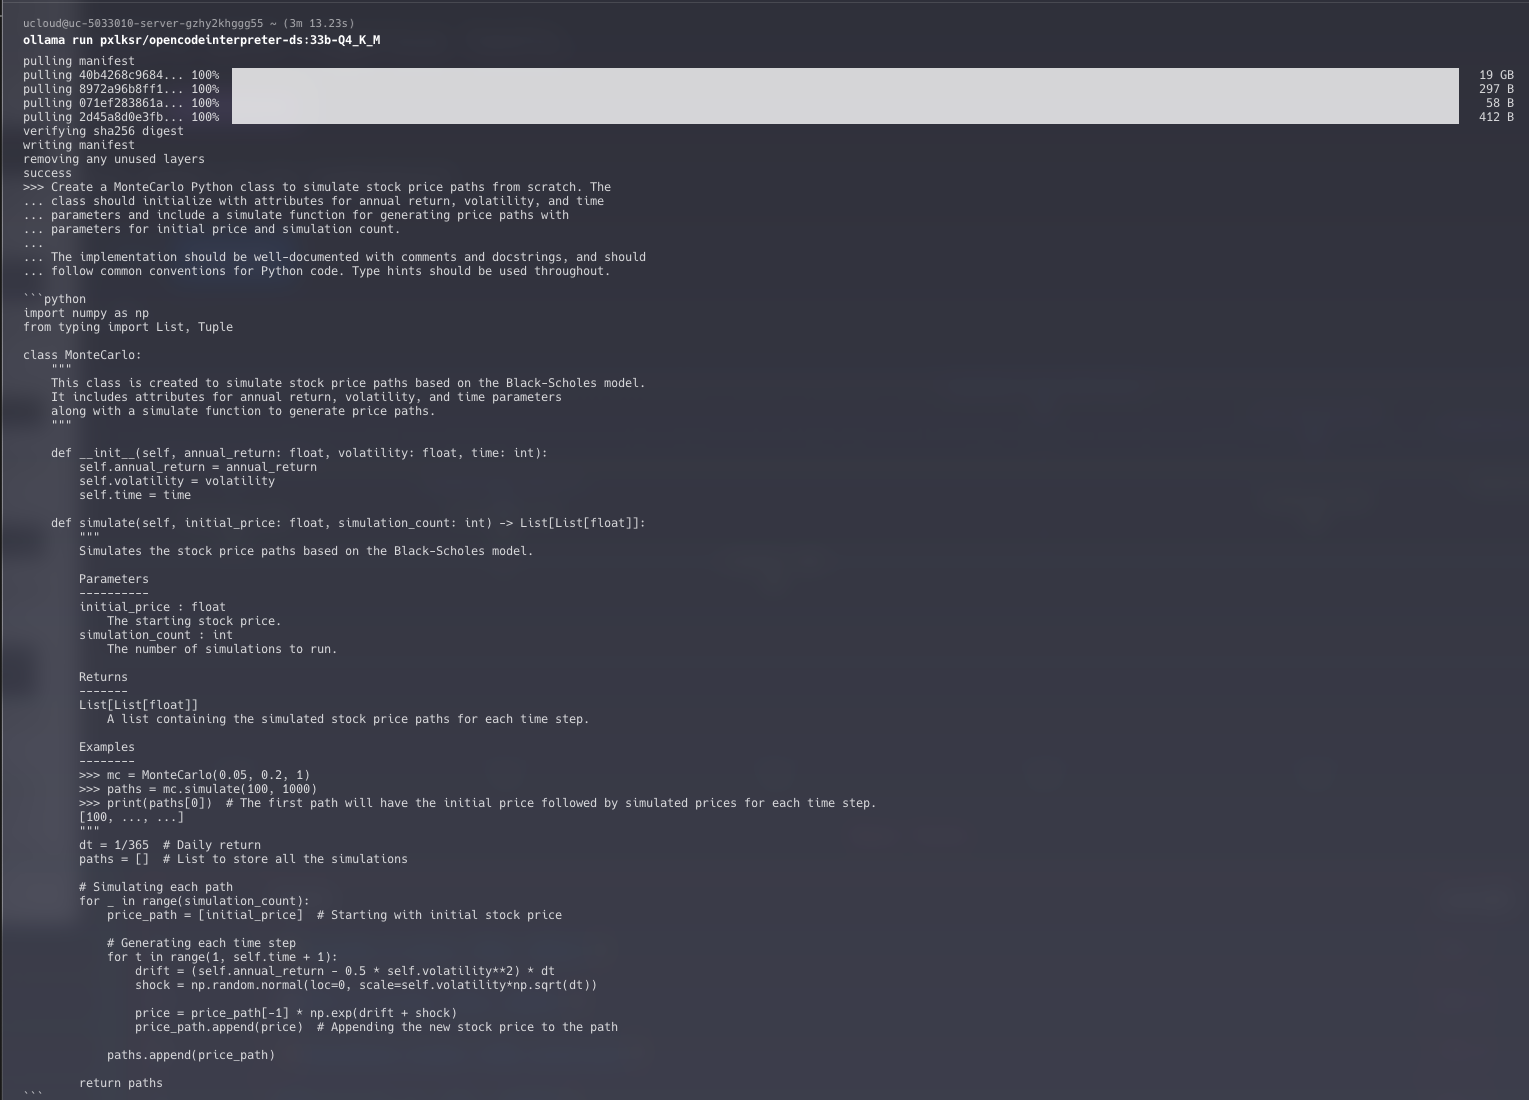 ucloud@uc-5033010-server-gzhy2khggg55 ~ (3m 13.23s)
ollama run pxlksr/opencodeinterpreter-ds:33b-Q4_K_M
pulling manifest
pulling 40b4268c9684... 100% 19 GB
pulling 8972a96b8ff1... 100% 297 B
pulling 071ef283861a... 100% 58 B
pulling 2d45a8d0e3fb... 100% 412 B
verifying sha256 digest
writing manifest
removing any unused layers
success
>>> Create a MonteCarlo Python class to simulate stock price paths from scratch. The
... class should initialize with attributes for annual return, volatility, and time
... parameters and include a simulate function for generating price paths with
... parameters for initial price and simulation count.
...
... The implementation should be well-documented with comments and docstrings, and should
... follow common conventions for Python code. Type hints should be used throughout.

```python
import numpy as np
from typing import List, Tuple

class MonteCarlo:
    """
    This class is created to simulate stock price paths based on the Black-Scholes model.
    It includes attributes for annual return, volatility, and time parameters
    along with a simulate function to generate price paths.
    """

    def __init__(self, annual_return: float, volatility: float, time: int):
        self.annual_return = annual_return
        self.volatility = volatility
        self.time = time

    def simulate(self, initial_price: float, simulation_count: int) -> List[List[float]]:
        """
        Simulates the stock price paths based on the Black-Scholes model.

        Parameters
        ----------
        initial_price : float
            The starting stock price.
        simulation_count : int
            The number of simulations to run.

        Returns
        -------
        List[List[float]]
            A list containing the simulated stock price paths for each time step.

        Examples
        --------
        >>> mc = MonteCarlo(0.05, 0.2, 1)
        >>> paths = mc.simulate(100, 1000)
        >>> print(paths[0])  # The first path will have the initial price followed by simulated prices for each time step.
        [100, ..., ...]
        """
        dt = 1/365  # Daily return
        paths = []  # List to store all the simulations

        # Simulating each path
        for _ in range(simulation_count):
            price_path = [initial_price]  # Starting with initial stock price

            # Generating each time step
            for t in range(1, self.time + 1):
                drift = (self.annual_return - 0.5 * self.volatility**2) * dt
                shock = np.random.normal(loc=0, scale=self.volatility*np.sqrt(dt))

                price = price_path[-1] * np.exp(drift + shock)
                price_path.append(price)  # Appending the new stock price to the path

            paths.append(price_path)

        return paths
```